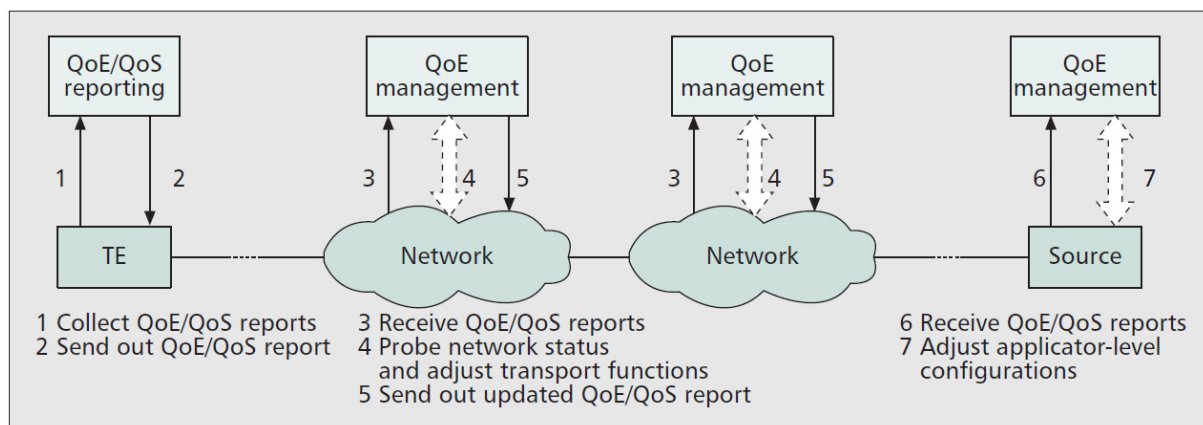 QoE/QoS
reporting
QoE
management
QoE
management
QoE
management
1
2
3
4
5
3
4
5
6
7
TE
Network
Network
Source
1 Collect QoE/QoS reports
2 Send out QoE/QoS report
3 Receive QoE/QoS reports
4 Probe network status
and adjust transport functions
5 Send out updated QoE/QoS report
6 Receive QoE/QoS reports
7 Adjust applicator-level
configurations